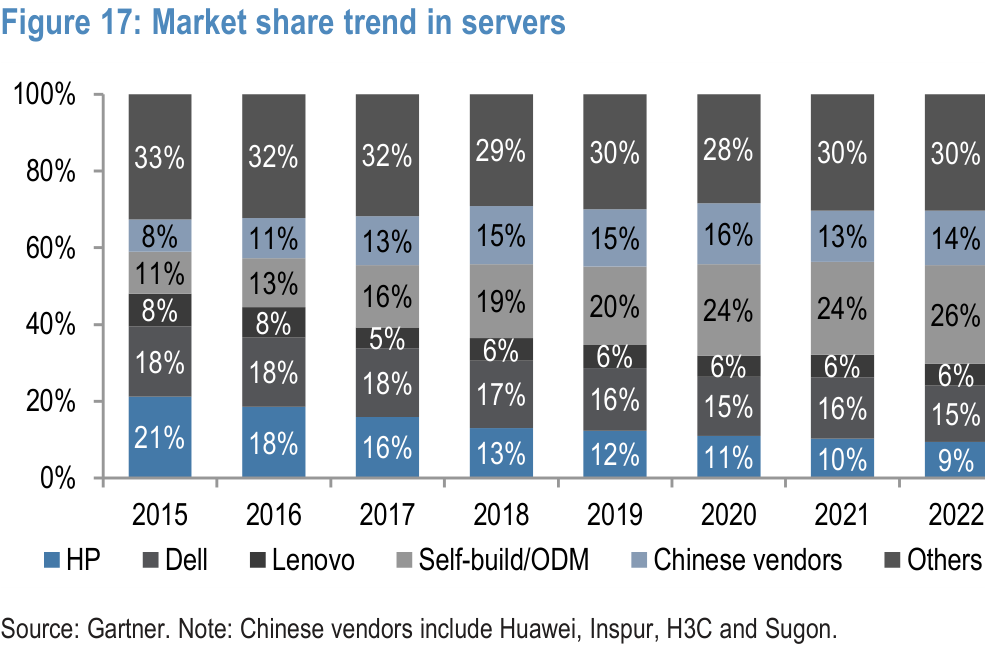 Figure 17: Market share trend in servers
100%
33% 32% 32% 29% 30% 28% 30% 30%
80%
8% 11% 13% 15% 15% 16% 13% 14%
60%
11% 13% 16% 19% 20% 24% 24% 26%
40%
8% 8% 5% 6% 6% 6% 6% 6%
18% 18% 18% 17% 16% 15% 16% 15%
20%
21% 18% 16% 13% 12% 11% 10% 9%
0%
2015 2016 2017 2018 2019 2020 2021 2022
HP Dell Lenovo Self-build/ODM Chinese vendors Others
Source: Gartner. Note: Chinese vendors include Huawei, Inspur, H3C and Sugon.